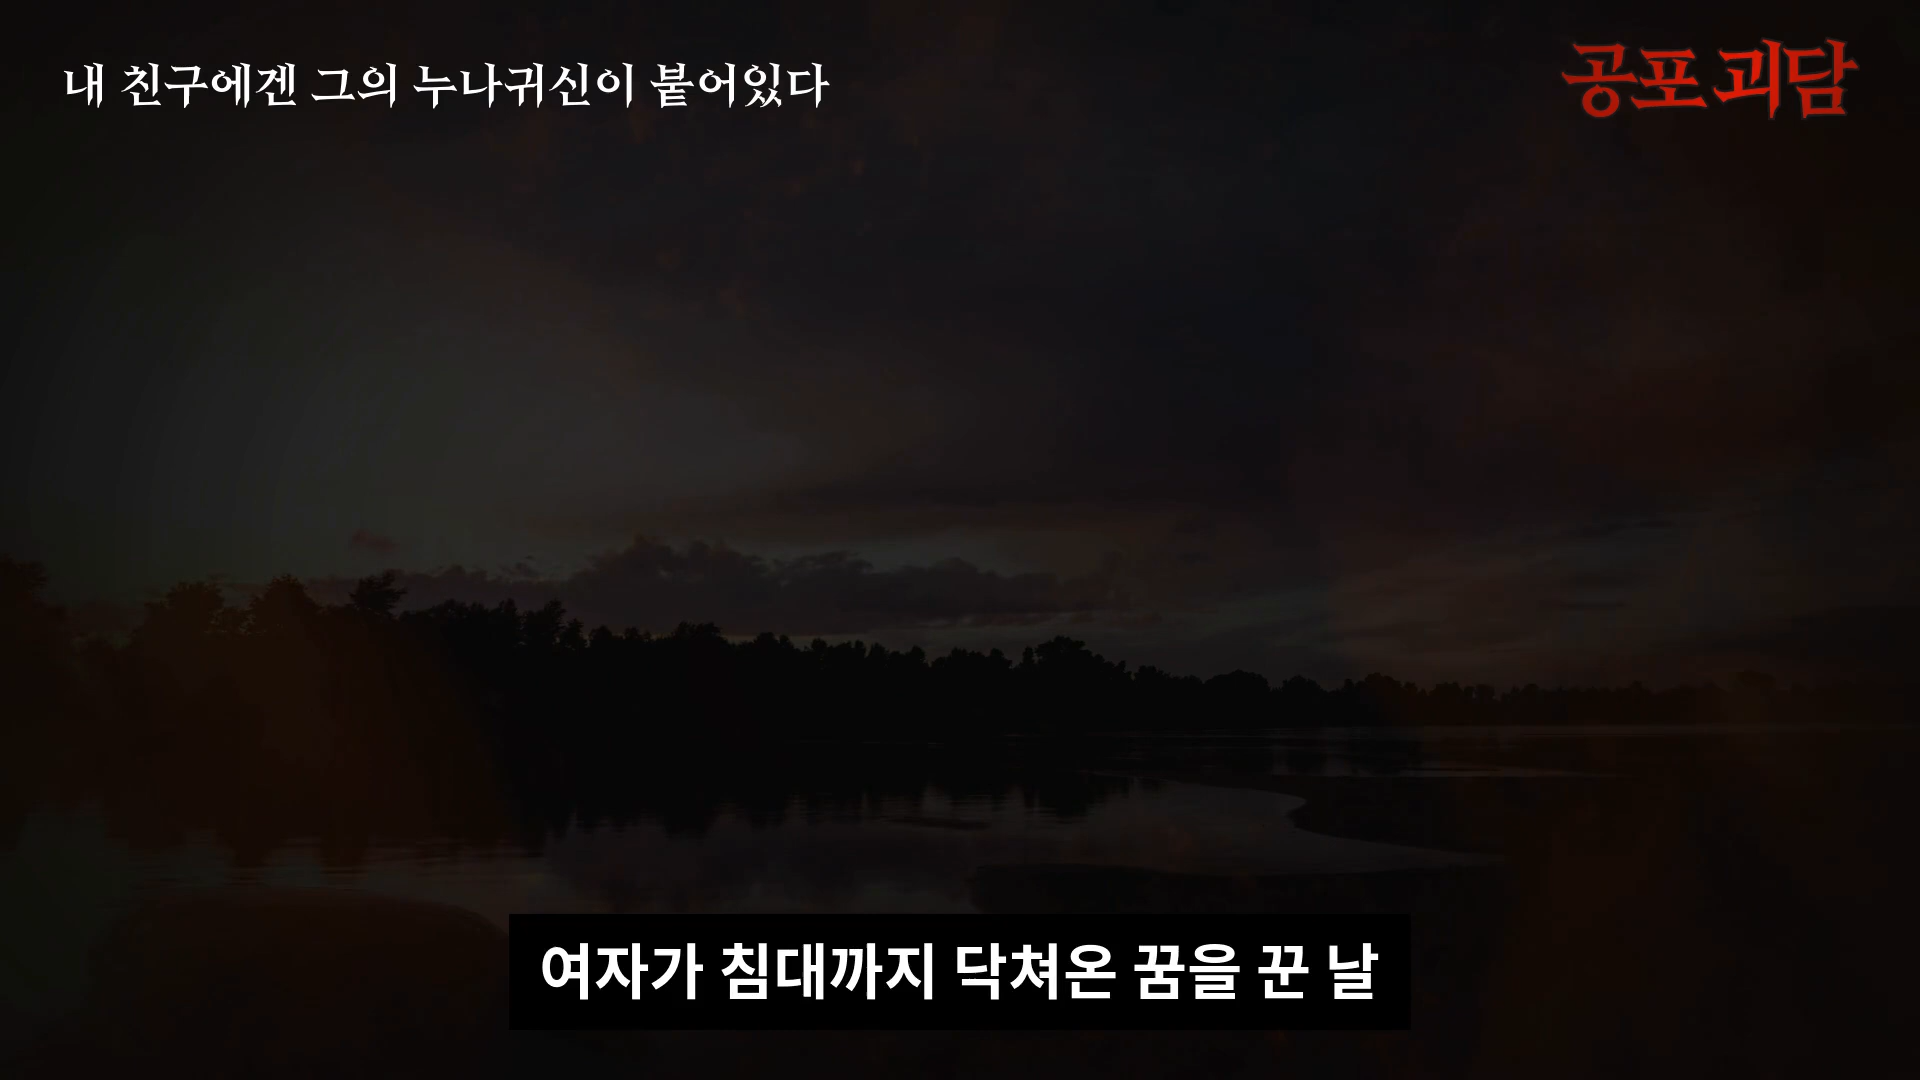 내 친구에겐 그의 누나귀신이 붙어있다
공포 괴담
여자가 침대까지 닥쳐온 꿈을 꾼 날